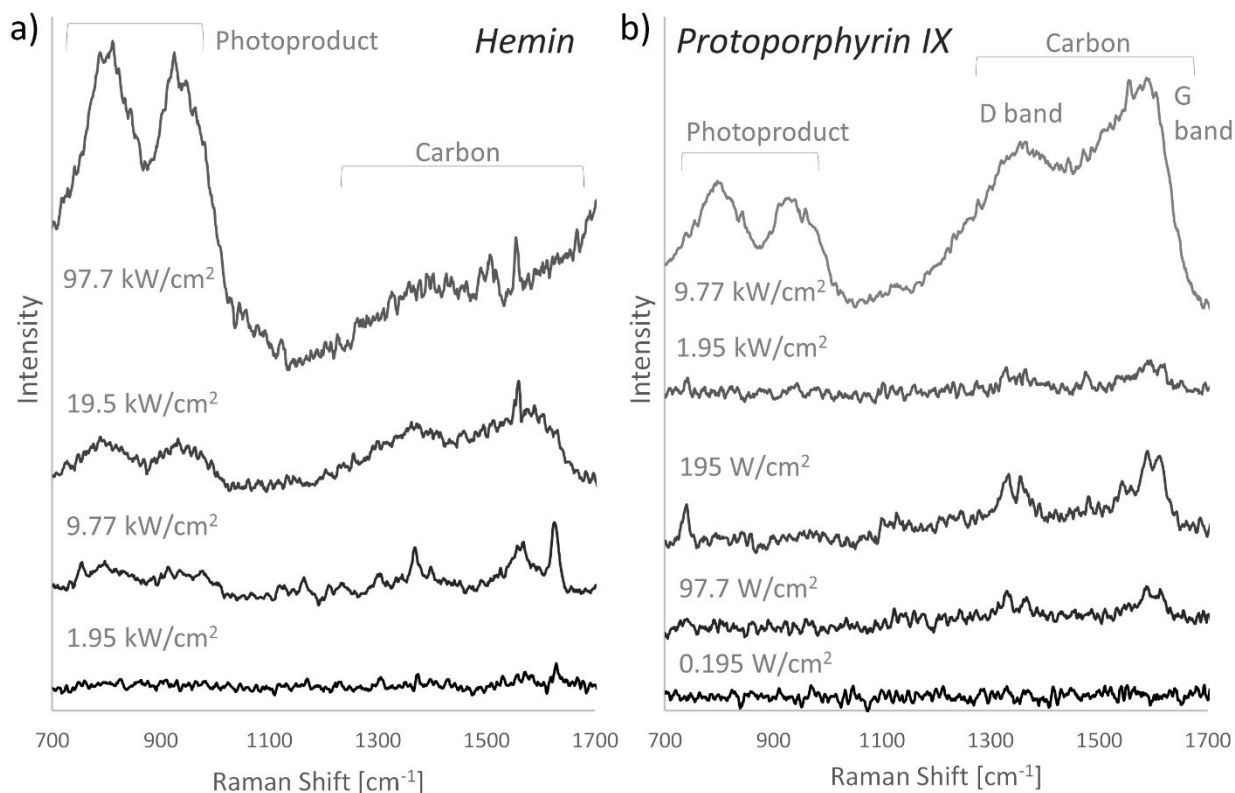 a)
Photoproduct
Hemin
Carbon
97.7 kW/cm²
19.5 kW/cm²
9.77 kW/cm²
1.95 kW/cm²
Intensity
700 900 1100 1300 1500 1700
Raman Shift [cm⁻¹]
b)
Protoporphyrin IX
Carbon
D band
G
band
Photoproduct
9.77 kW/cm²
1.95 kW/cm²
195 W/cm²
97.7 W/cm²
0.195 W/cm²
Intensity
700 900 1100 1300 1500 1700
Raman Shift [cm⁻¹]